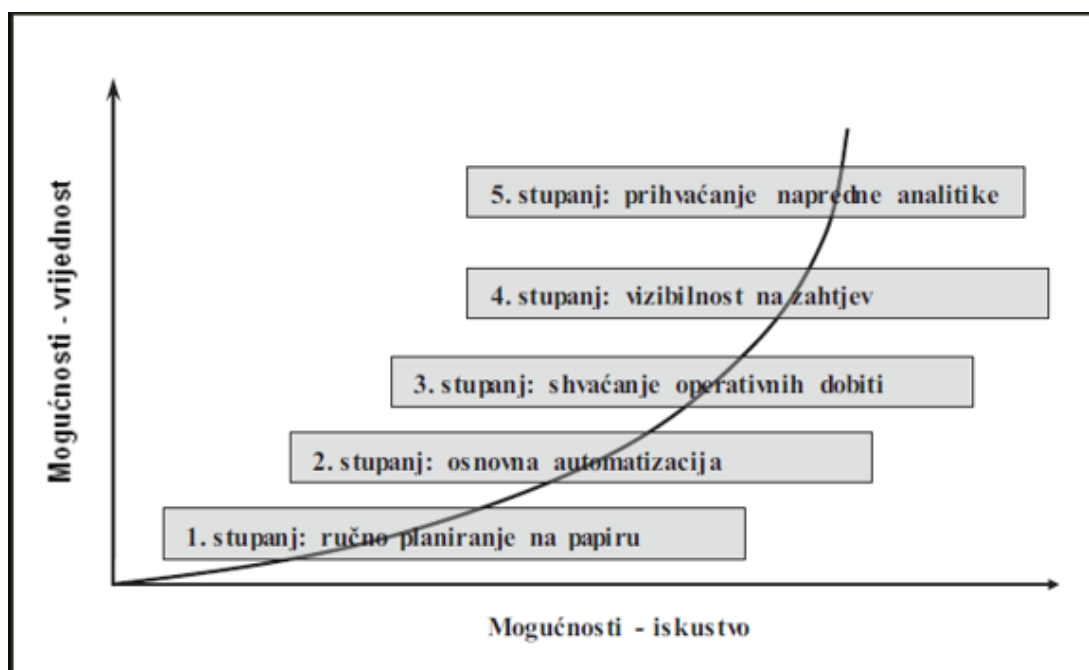 Mogućnosti - vrijednost
5. stupanj: prihvaćanje napredne analitike
4. stupanj: vizibilnost na zahtjev
3. stupanj: shvaćanje operativnih dobiti
2. stupanj: osnovna automatizacija
1. stupanj: ručno planiranje na papiru
Mogućnosti - iskustvo